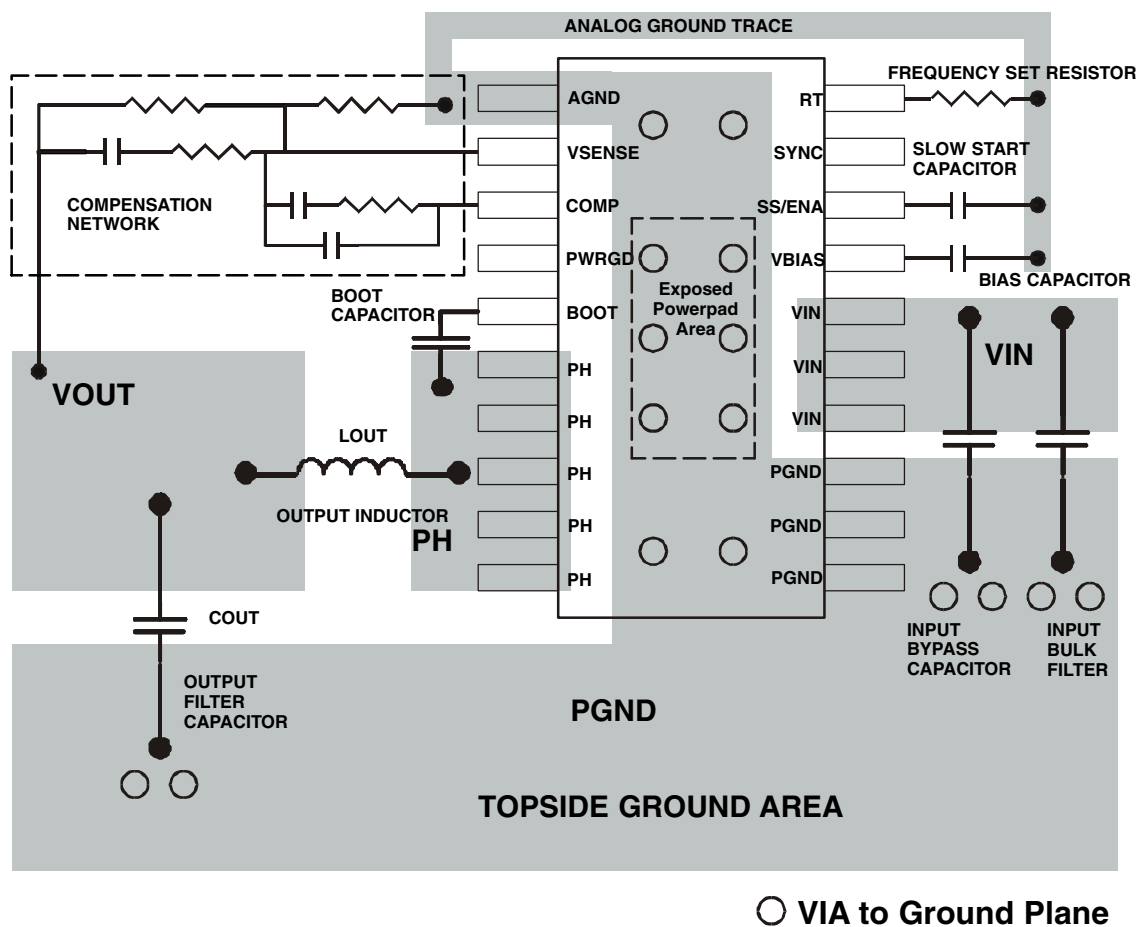 ANALOG GROUND TRACE
FREQUENCY SET RESISTOR
AGND
RT
VSENSE
SYNC
SLOW START
CAPACITOR
COMPENSATION
NETWORK
COMP
SS/ENA
PWRGD
VBIAS
BIAS CAPACITOR
Exposed
Powerpad
Area
BOOT
CAPACITOR
BOOT
VIN
VIN
PH
VIN
VOUT
PH
VIN
LOUT
PH
PGND
OUTPUT INDUCTOR
PH
PH
PGND
PH
PGND
COUT
INPUT
BYPASS
CAPACITOR
INPUT
BULK
FILTER
OUTPUT
FILTER
CAPACITOR
PGND
TOPSIDE GROUND AREA
VIA to Ground Plane